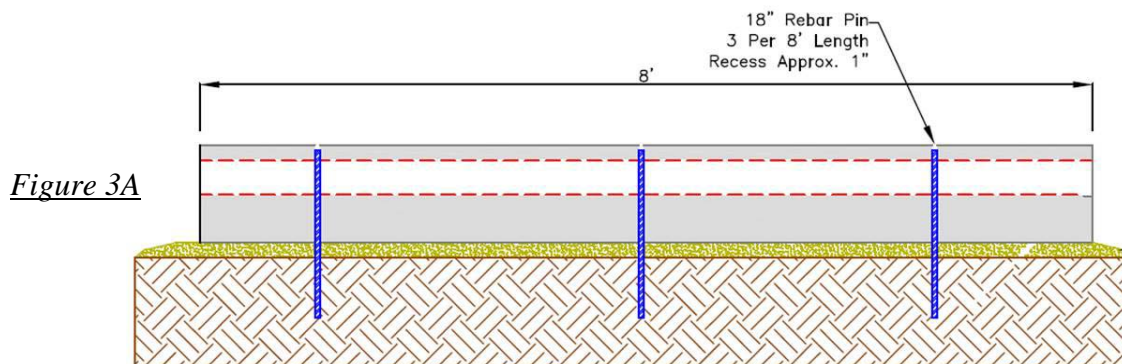 18" Rebar Pin
3 Per 8' Length
Recess Approx. 1"
8'
Figure 3A